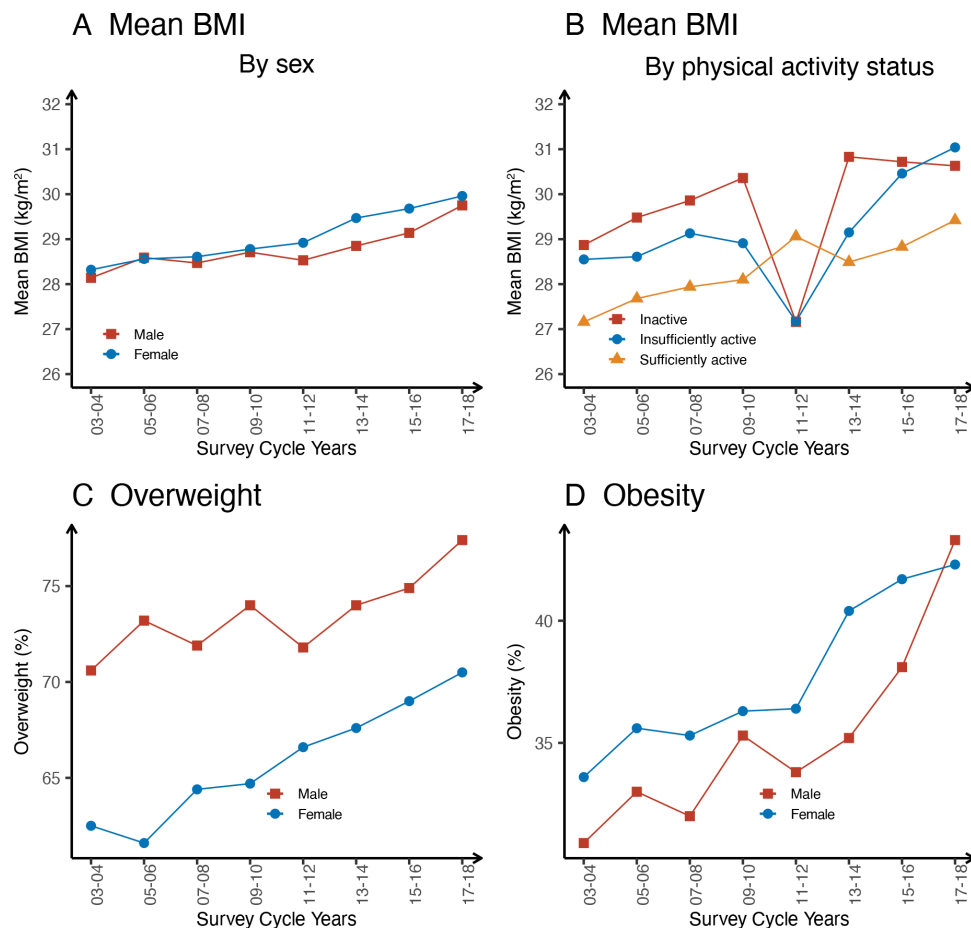 A Mean BMI
By sex
Mean BMI (kg/m²)
32
31
30
29
28
27
26
Male
Female
03-04
05-06
07-08
09-10
11-12
13-14
15-16
17-18
Survey Cycle Years
B Mean BMI
By physical activity status
Mean BMI (kg/m²)
32
31
30
29
28
27
26
Inactive
Insufficiently active
Sufficiently active
03-04
05-06
07-08
09-10
11-12
13-14
15-16
17-18
Survey Cycle Years
C Overweight
Overweight (%)
75
70
65
Male
Female
03-04
05-06
07-08
09-10
11-12
13-14
15-16
17-18
Survey Cycle Years
D Obesity
Obesity (%)
40
35
Male
Female
03-04
05-06
07-08
09-10
11-12
13-14
15-16
17-18
Survey Cycle Years